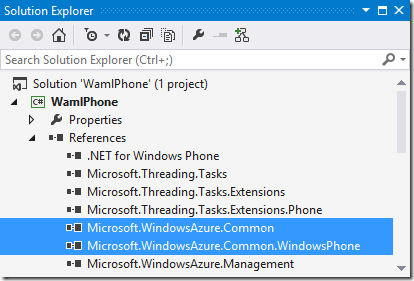 Solution Explorer
Search Solution Explorer (Ctrl+;)
Solution 'WamlPhone' (1 project)
C# WamlPhone
Properties
References
.NET for Windows Phone
Microsoft.Threading.Tasks
Microsoft.Threading.Tasks.Extensions
Microsoft.Threading.Tasks.Extensions.Phone
Microsoft.WindowsAzure.Common
Microsoft.WindowsAzure.Common.WindowsPhone
Microsoft.WindowsAzure.Management